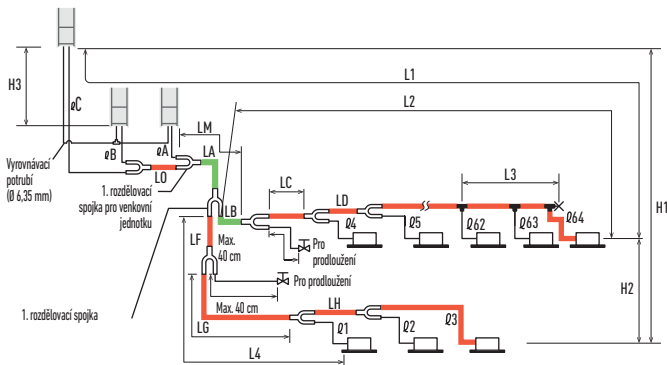 L1
H3
L2
ℓC
LM
ℓB
ℓA
LA
LO
Vyrovnávací
potrubí
(Ø 6,35 mm)
1. rozdělovací
spojka pro venkovní
jednotku
LB
LC
LD
L3
ℓ4
ℓ5
ℓ62
ℓ63
ℓ64
H1
LF
Max.
40 cm
Pro
prodloužení
Pro prodloužení
H2
1. rozdělovací spojka
Max. 40 cm
LG
LH
ℓ1
ℓ2
ℓ3
L4